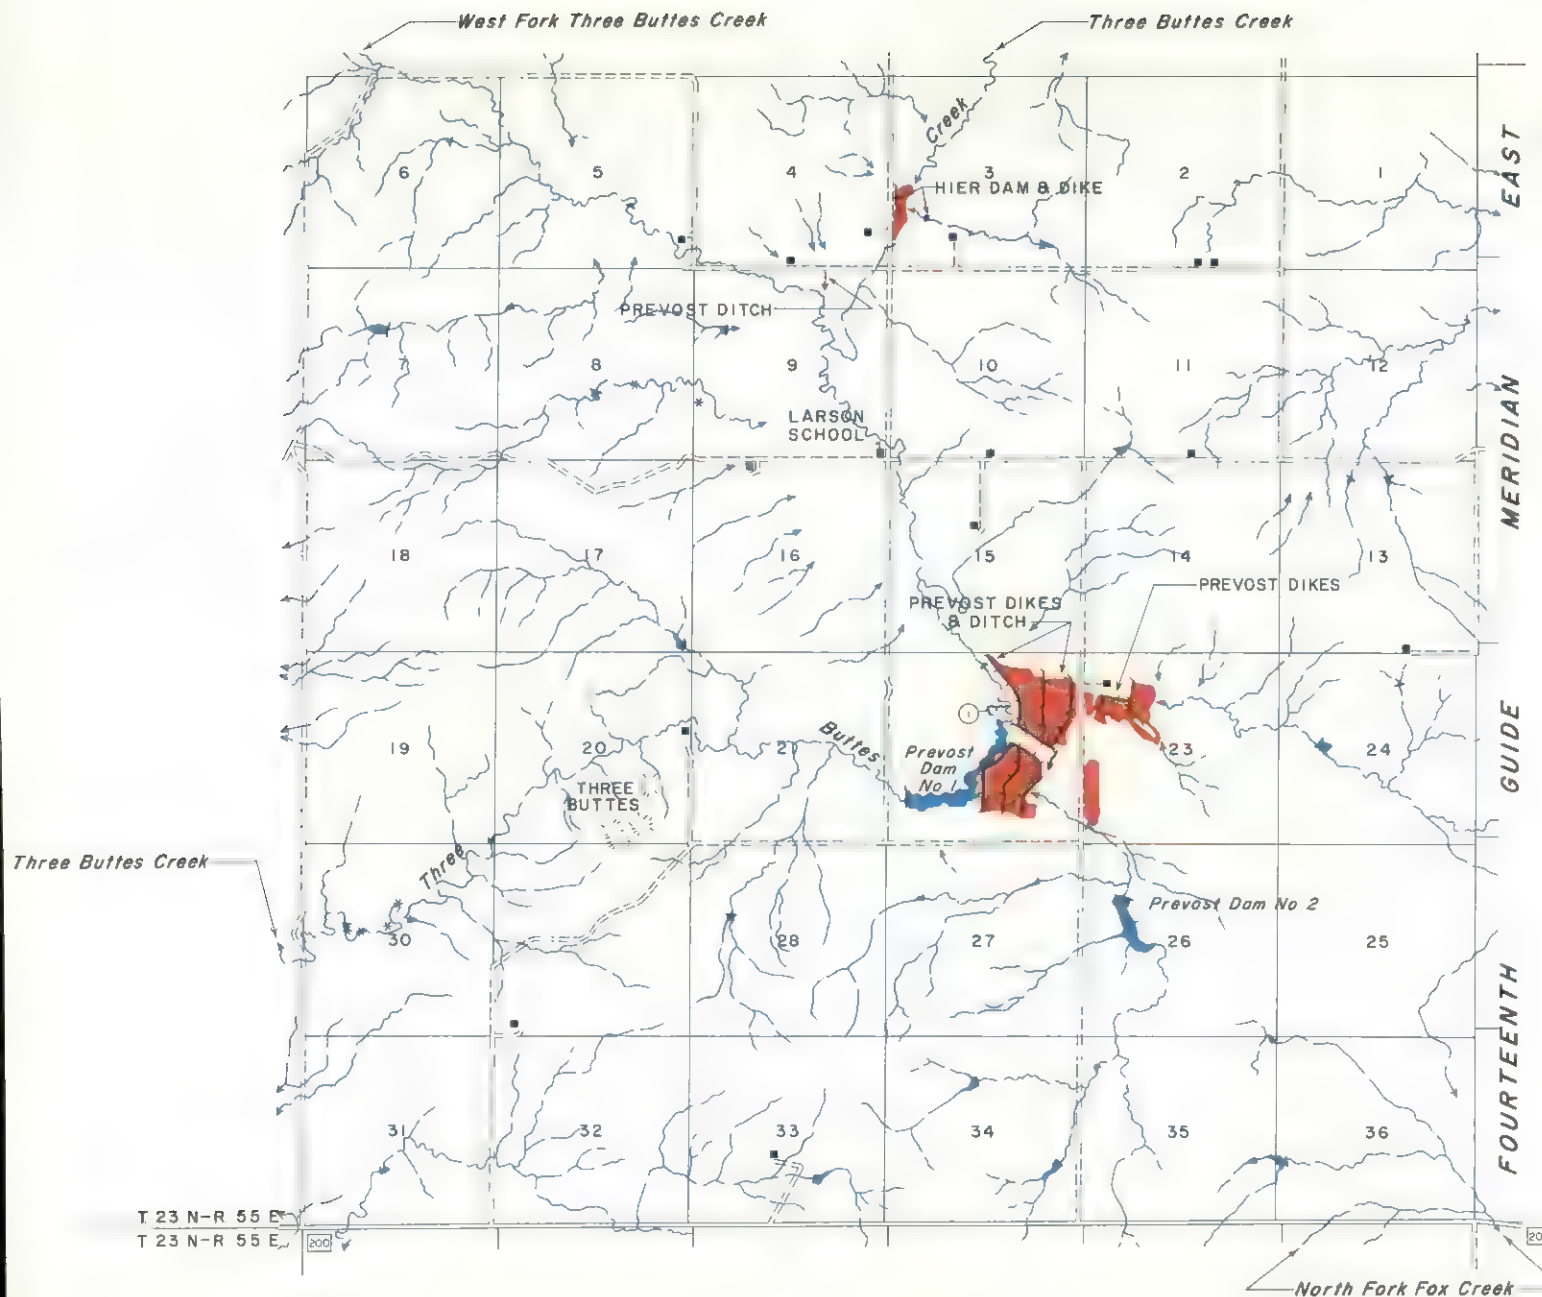 West Fork Three Buttes Creek
Three Buttes Creek
Creek
EAST
6
5
4
3
2
1
HIER DAM & DIKE
PREVOST DITCH
7
8
9
10
11
12
LARSON
SCHOOL
MERIDIAN
18
17
16
15
14
13
PREVOST DIKES
PREVOST DIKES
& DITCH
1
19
20
21
Buttes
Prevost
Dam
No 1
23
24
GUIDE
THREE
BUTTES
Three Buttes Creek
Three
Prevost Dam No 2
30
28
27
26
25
FOURTEENTH
31
32
33
34
35
36
T 23 N-R 55 E
T 23 N-R 55 E
200
20
North Fork Fox Creek